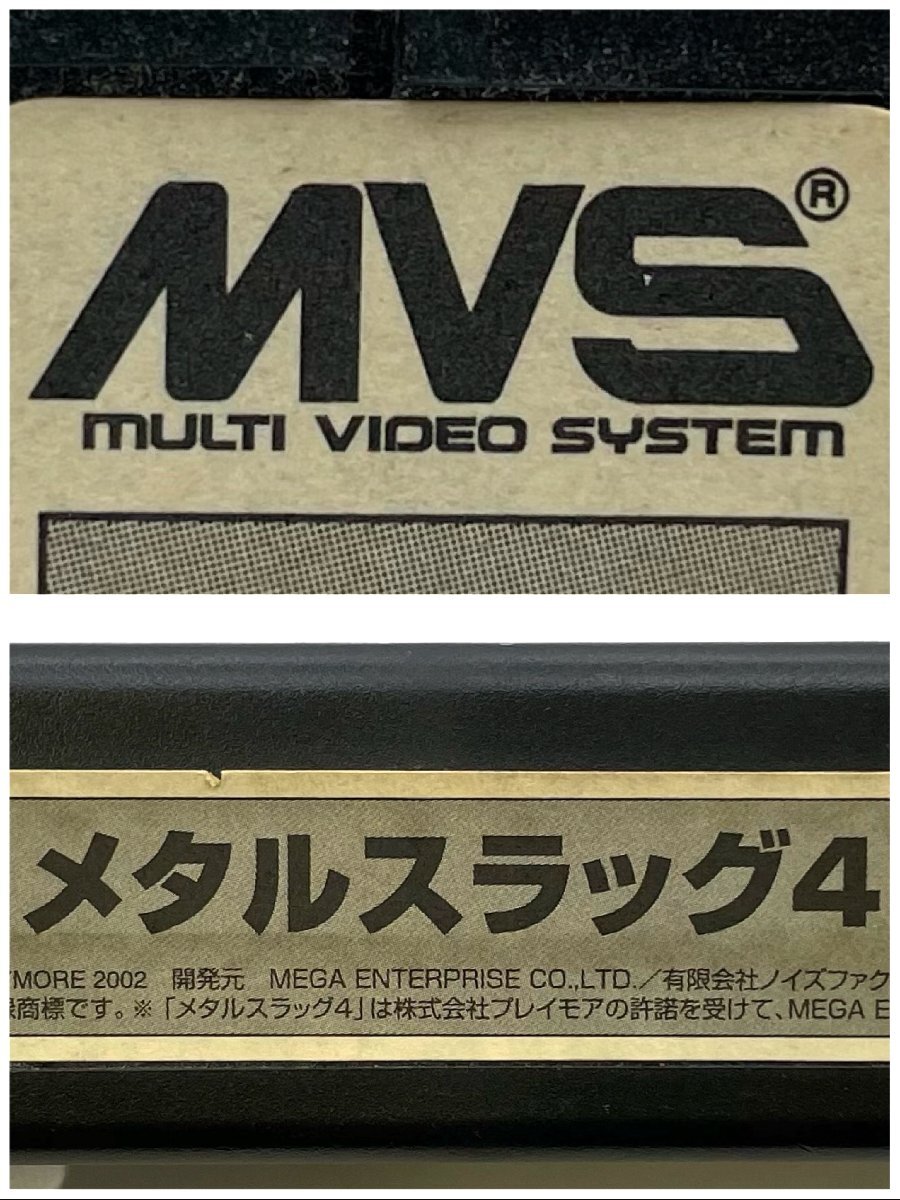 MVS®
MULTI VIDEO SYSTEM
メタルスラッグ4
MORE 2002 開発元 MEGA ENTERPRISE CO.,LTD.／有限会社ノイズファク
商標です。※「メタルスラッグ4」は株式会社プレイモアの許諾を受けて、MEGA E